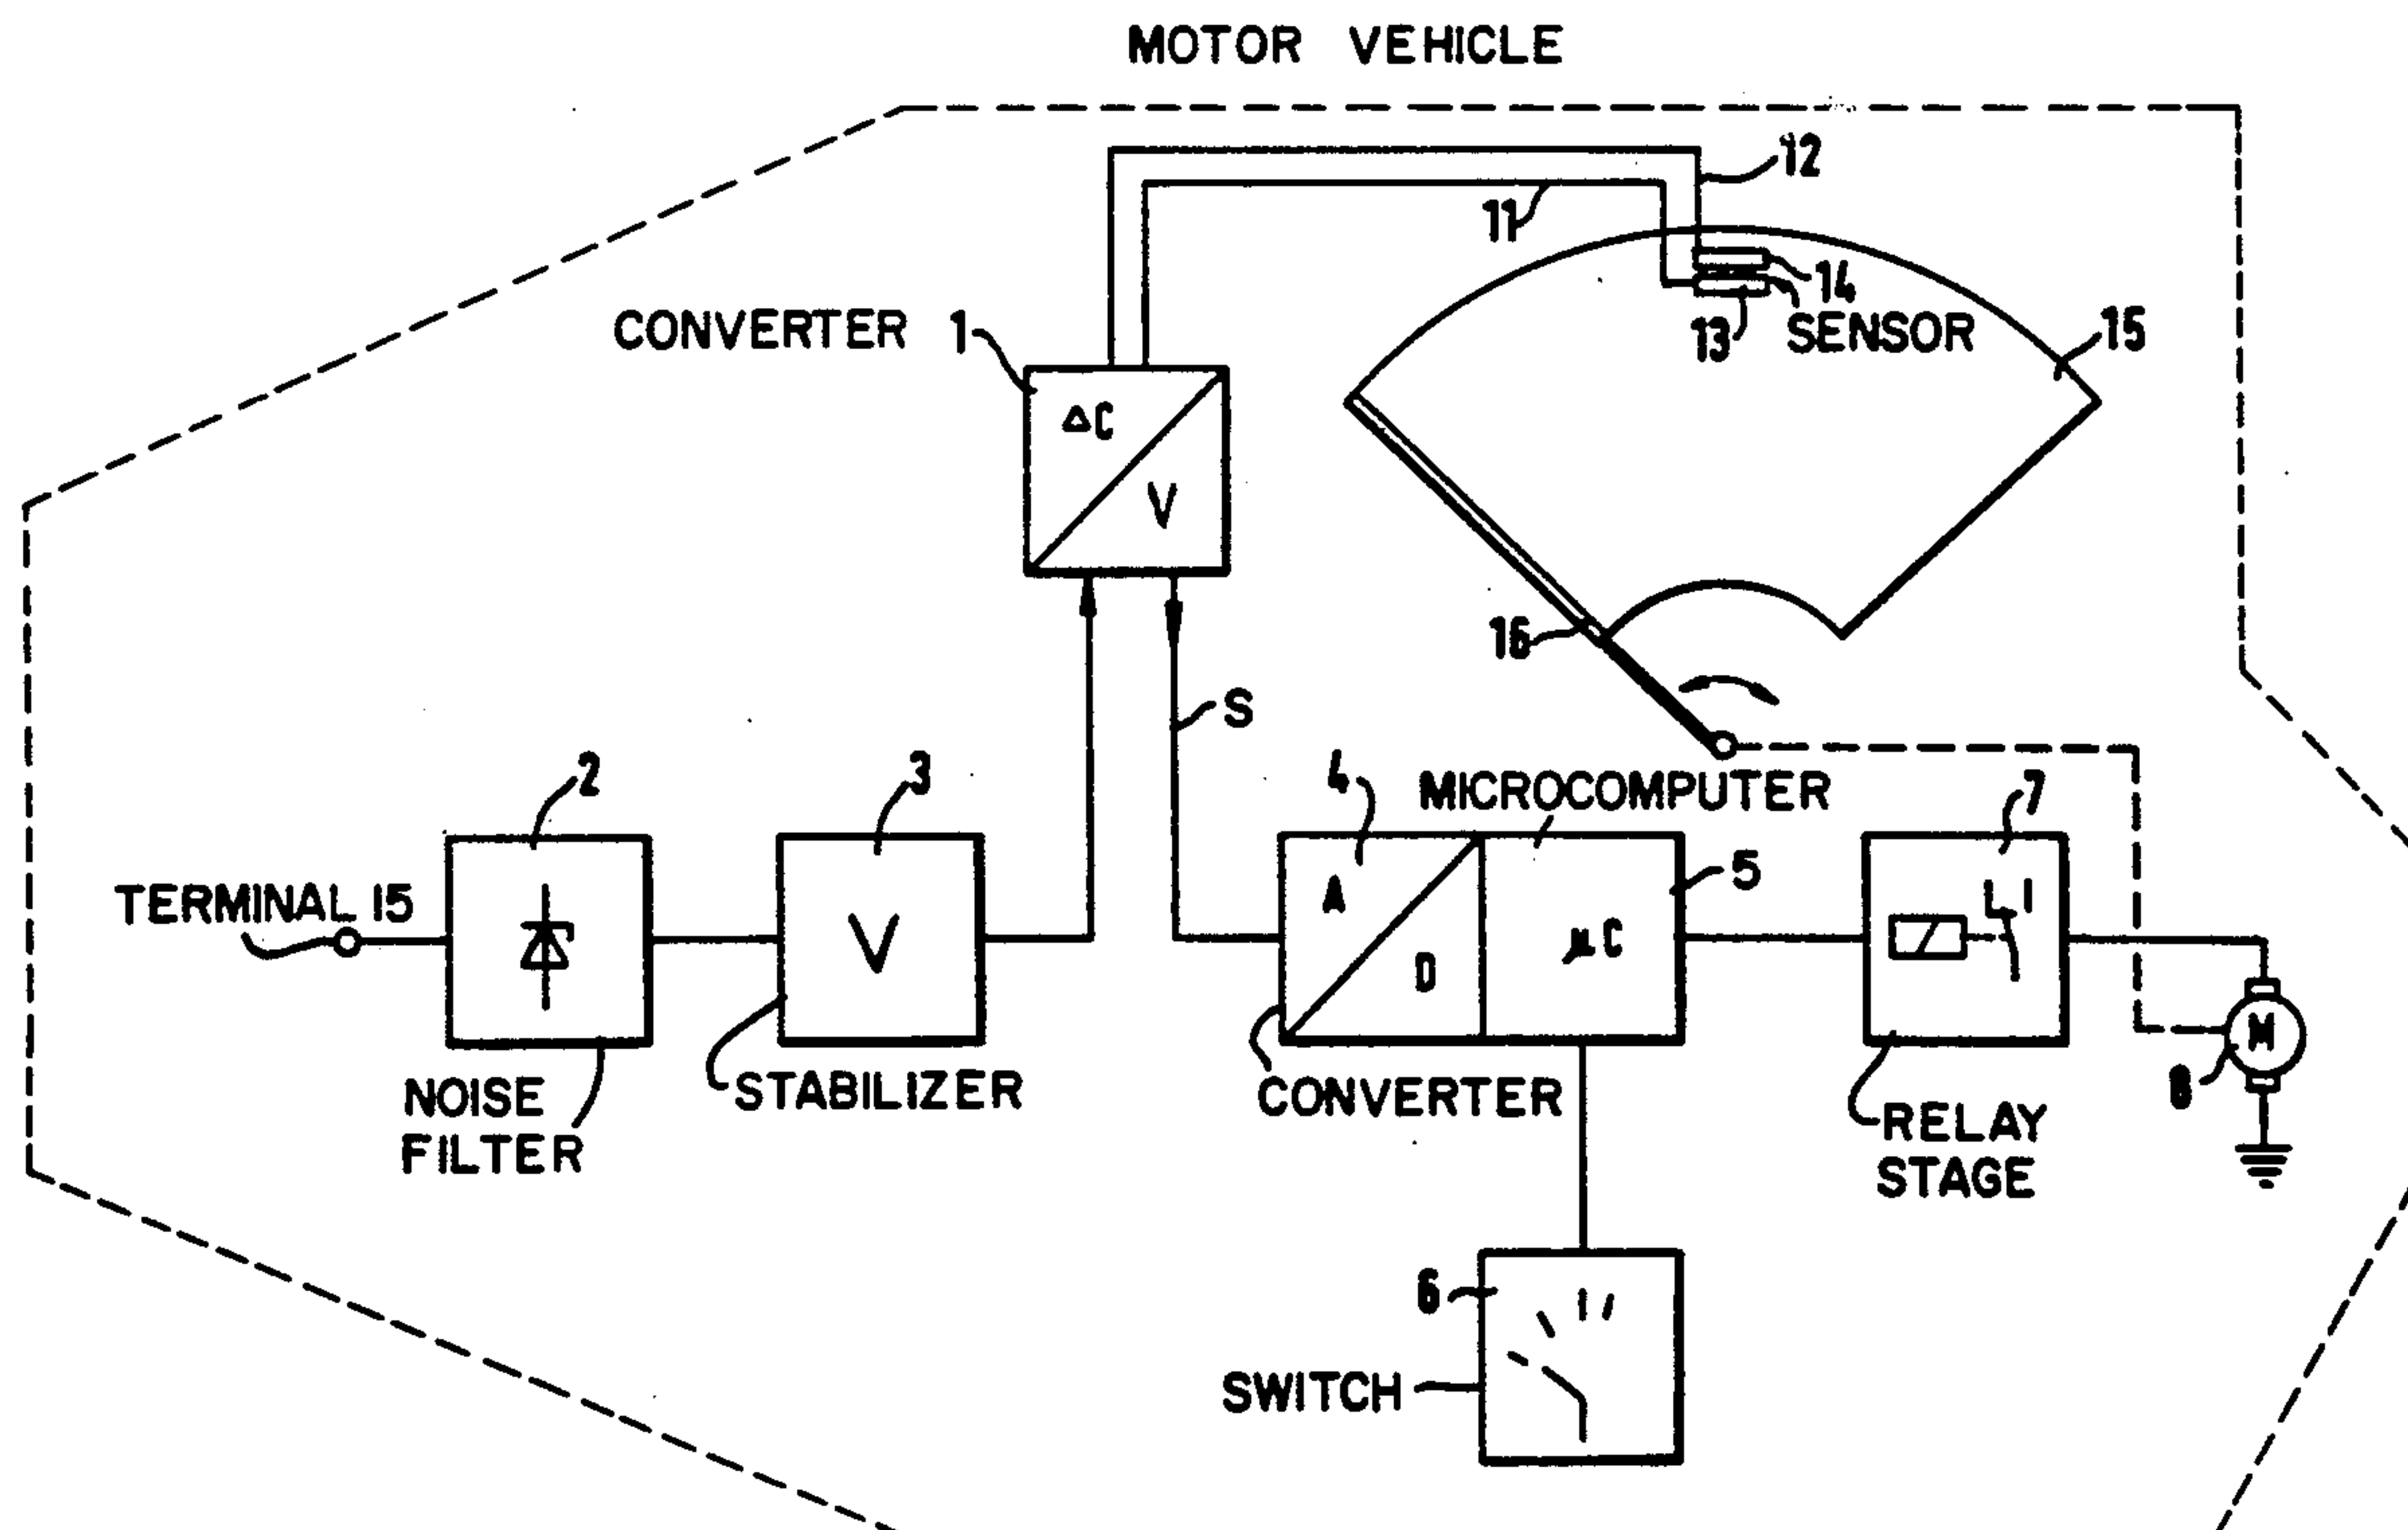 MOTOR VEHICLE
12
11
14
CONVERTER 1
13 SENSOR
15
ΔC
V
16
S
2
3
4
MICROCOMPUTER
7
TERMINAL 15
V
A
D
μC
5
M
8
NOISE
FILTER
STABILIZER
CONVERTER
RELAY
STAGE
6
SWITCH